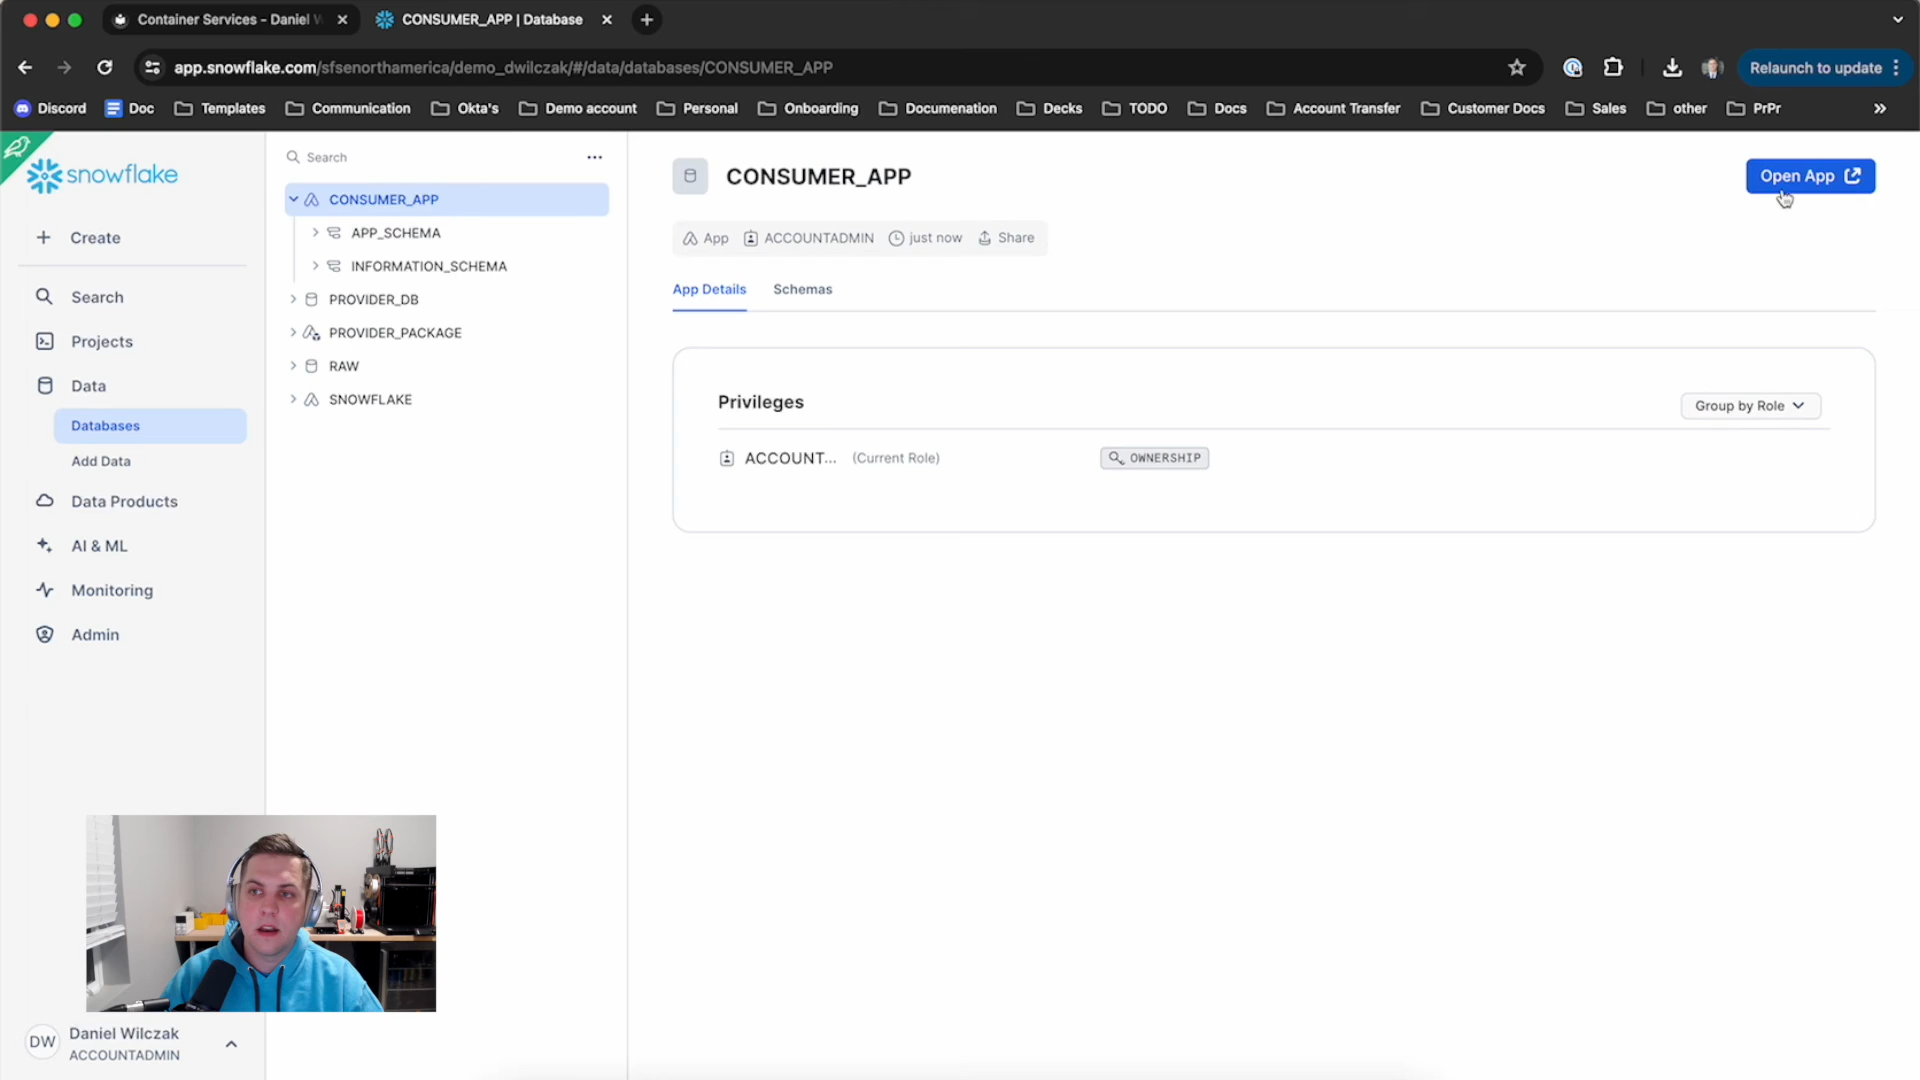 Container Services - Daniel W
CONSUMER_APP | Database
app.snowflake.com/sfsenorthamerica/demo_dwilczak/#/data/databases/CONSUMER_APP
Relaunch to update
Discord
Doc
Templates
Communication
Okta's
Demo account
Personal
Onboarding
Documenation
Decks
TODO
Docs
Account Transfer
Customer Docs
Sales
other
PrPr
snowflake
Create
Search
Projects
Data
Databases
Add Data
Data Products
AI & ML
Monitoring
Admin
DW
Daniel Wilczak
ACCOUNTADMIN
Search
CONSUMER_APP
APP_SCHEMA
INFORMATION_SCHEMA
PROVIDER_DB
PROVIDER_PACKAGE
RAW
SNOWFLAKE
CONSUMER_APP
Open App
App
ACCOUNTADMIN
just now
Share
App Details
Schemas
Privileges
Group by Role
ACCOUNT... (Current Role)
OWNERSHIP